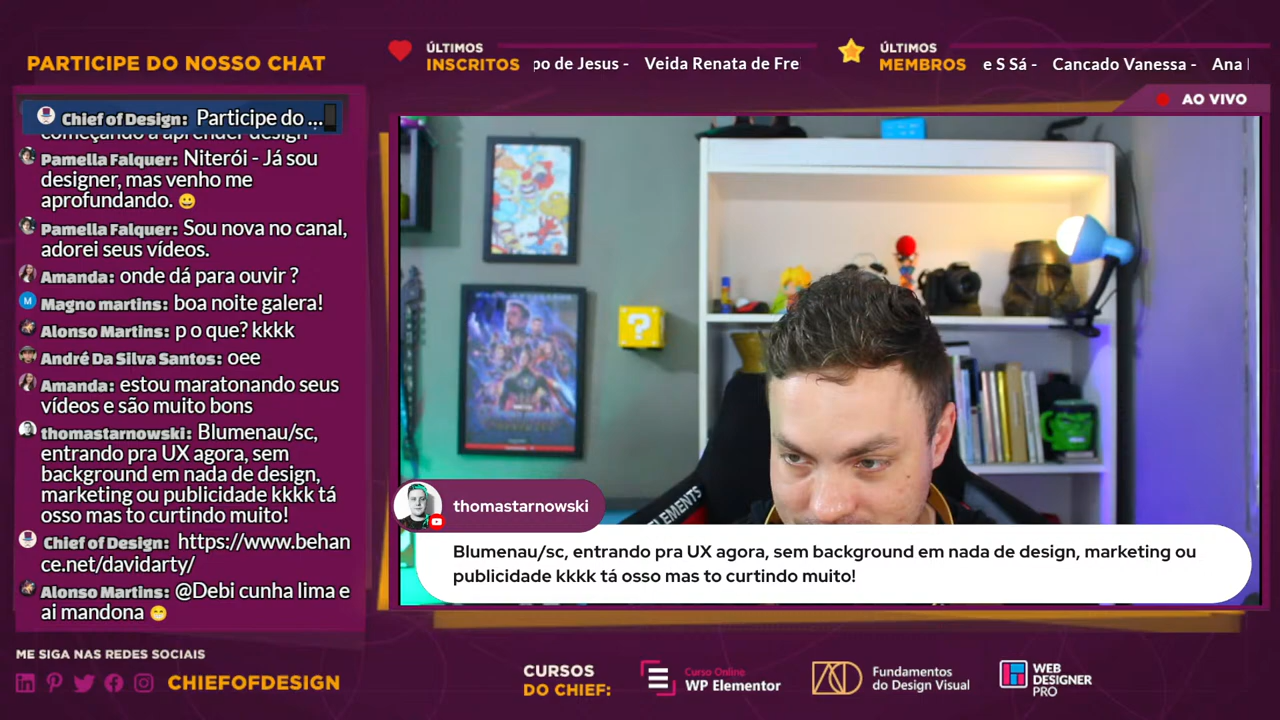 PARTICIPE DO NOSSO CHAT
ÚLTIMOS
INSCRITOS
po de Jesus - Veida Renata de Frei
ÚLTIMOS
MEMBROS
e S Sá - Cancado Vanessa - Ana
AO VIVO
Chief of Design: Participe do ...
começando a aprender design
Pamella Falquer: Niterói - Já sou
designer, mas venho me
aprofundando. 😀
Pamella Falquer: Sou nova no canal,
adorei seus vídeos.
Amanda: onde dá para ouvir ?
M Magno martins: boa noite galera!
Alonso Martins: p o que? kkkk
André Da Silva Santos: oee
Amanda: estou maratonando seus
vídeos e são muito bons
thomastarnowski: Blumenau/sc,
entrando pra UX agora, sem
background em nada de design,
marketing ou publicidade kkkk tá
osso mas to curtindo muito!
Chief of Design: https://www.behan
ce.net/davidarty/
Alonso Martins: @Debi cunha lima e
ai mandona 😁
?
ELEMENTS
thomastarnowski
Blumenau/sc, entrando pra UX agora, sem background em nada de design, marketing ou
publicidade kkkk tá osso mas to curtindo muito!
ME SIGA NAS REDES SOCIAIS
CHIEFOFDESIGN
CURSOS
DO CHIEF:
Curso Online
WP Elementor
Fundamentos
do Design Visual
WEB
DESIGNER
PRO